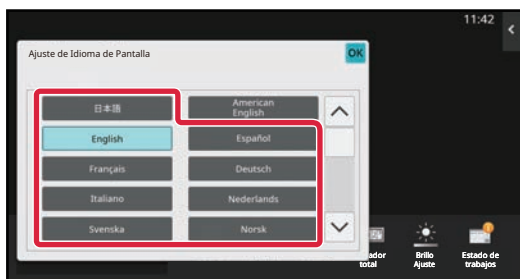 11:42
Ajuste de Idioma de Pantalla
OK
日本語
American
English
English
Español
Français
Deutsch
Italiano
Nederlands
Svenska
Norsk
total
Brillo
Ajuste
Estado de
trabajos